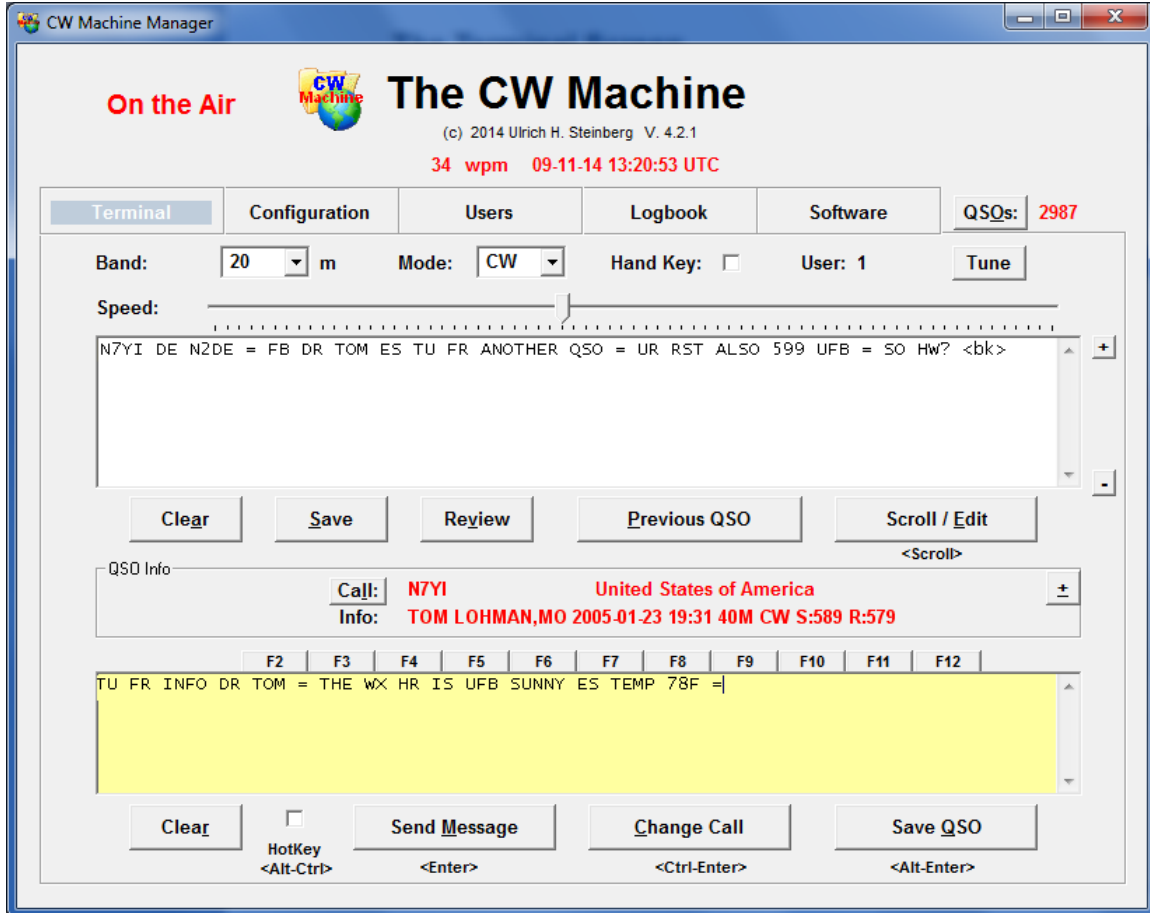 CW Machine Manager
On the Air
CW Machine
The CW Machine
(c) 2014 Ulrich H. Steinberg V. 4.2.1
34 wpm 09-11-14 13:20:53 UTC
Terminal Configuration Users Logbook Software QSOs: 2987
Band: 20 m Mode: CW Hand Key: User: 1 Tune
Speed:
N7YI DE N2DE = FB DR TOM ES TU FR ANOTHER QSO = UR RST ALSO 599 UFB = SO HW? <bk>
+
-
Clear Save Review Previous QSO Scroll / Edit
<Scroll>
QSO Info
Call: N7YI United States of America ±
Info: TOM LOHMAN,MO 2005-01-23 19:31 40M CW S:589 R:579
F2 F3 F4 F5 F6 F7 F8 F9 F10 F11 F12
TU FR INFO DR TOM = THE WX HR IS UFB SUNNY ES TEMP 78F =
Clear Send Message Change Call Save QSO
HotKey
<Alt-Ctrl> <Enter> <Ctrl-Enter> <Alt-Enter>